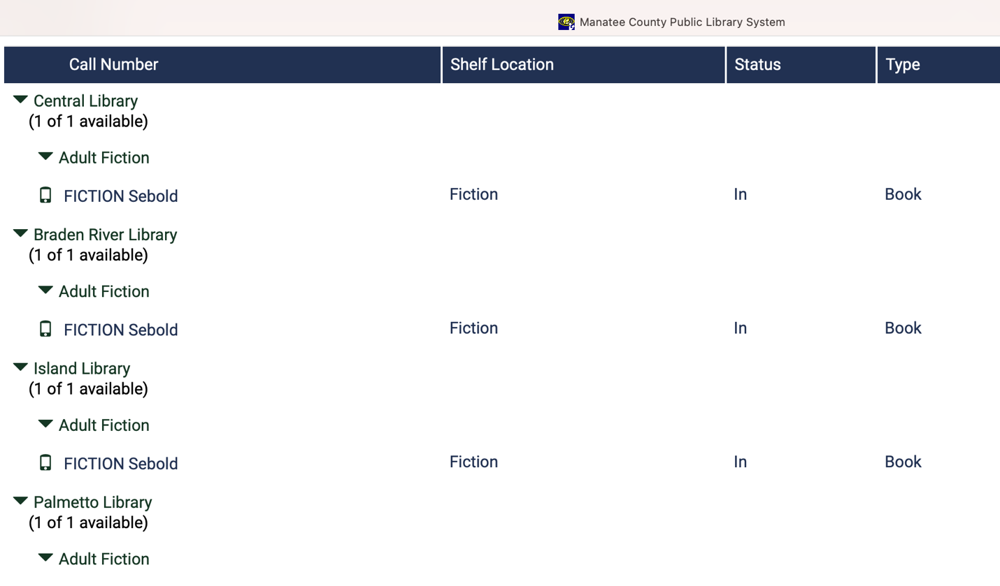 Manatee County Public Library System
Call Number Shelf Location Status Type
Central Library
(1 of 1 available)
Adult Fiction
FICTION Sebold Fiction In Book
Braden River Library
(1 of 1 available)
Adult Fiction
FICTION Sebold Fiction In Book
Island Library
(1 of 1 available)
Adult Fiction
FICTION Sebold Fiction In Book
Palmetto Library
(1 of 1 available)
Adult Fiction